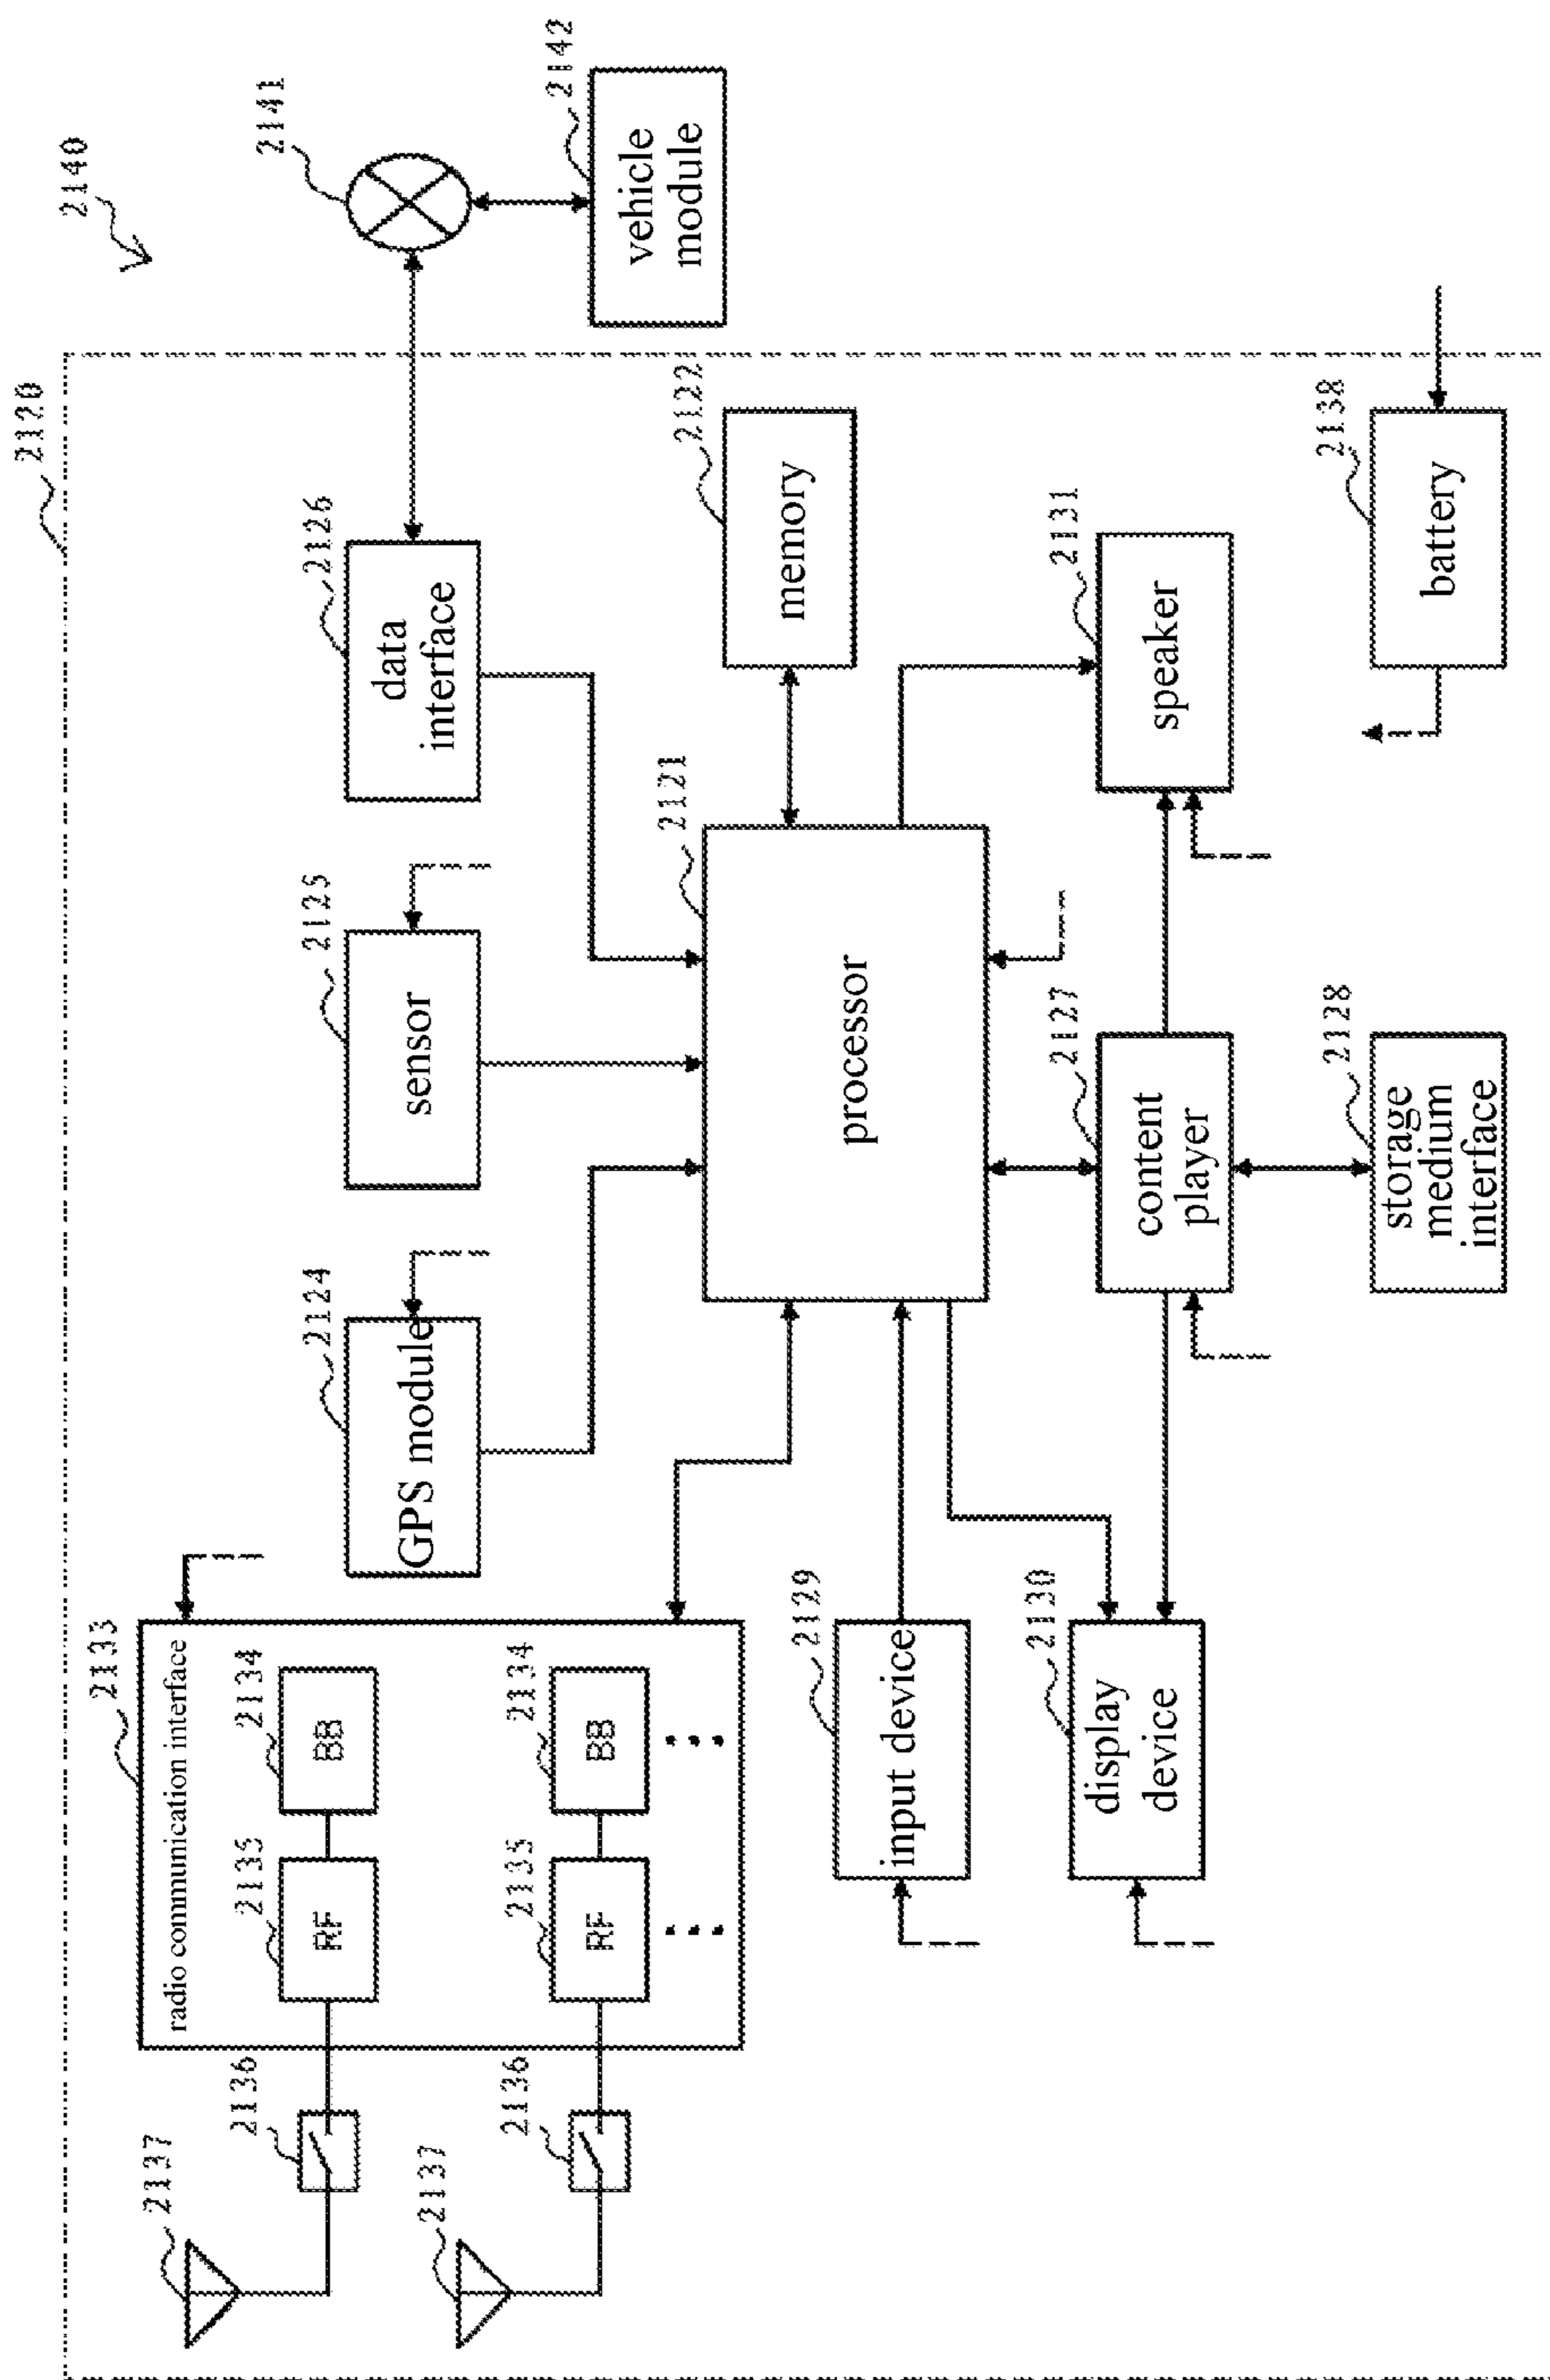 2120
2140
2133
radio communication interface
2137
2136
2135
RF
2134
BB
2124
GPS module
2125
sensor
2126
data
interface
2141
2142
vehicle
module
2137
2136
2135
RF
2134
BB
2121
processor
2122
memory
2129
input device
2130
display
device
2127
content
player
2131
speaker
2128
storage
medium
interface
2138
battery